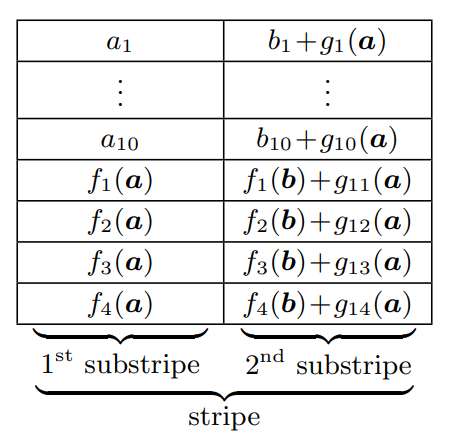 a₁ b₁+g₁(a)
⋮ ⋮
a₁₀ b₁₀+g₁₀(a)
f₁(a) f₁(b)+g₁₁(a)
f₂(a) f₂(b)+g₁₂(a)
f₃(a) f₃(b)+g₁₃(a)
f₄(a) f₄(b)+g₁₄(a)
1ˢᵗ substripe 2ⁿᵈ substripe
stripe